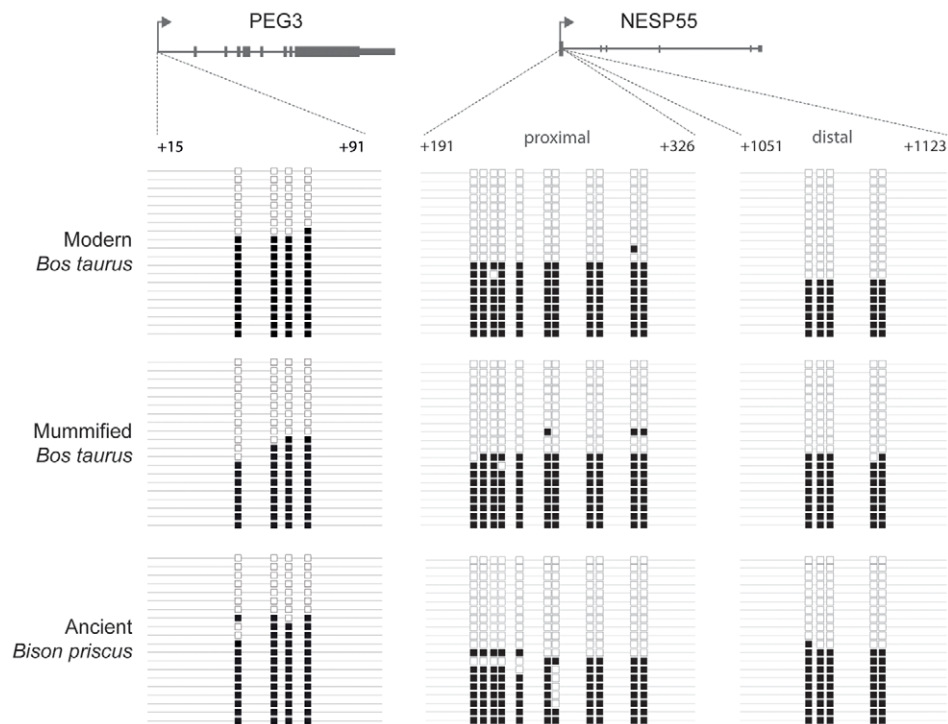 PEG3
NESP55
+15
+91
+191
proximal
+326
+1051
distal
+1123
Modern
Bos taurus
Mummified
Bos taurus
Ancient
Bison priscus